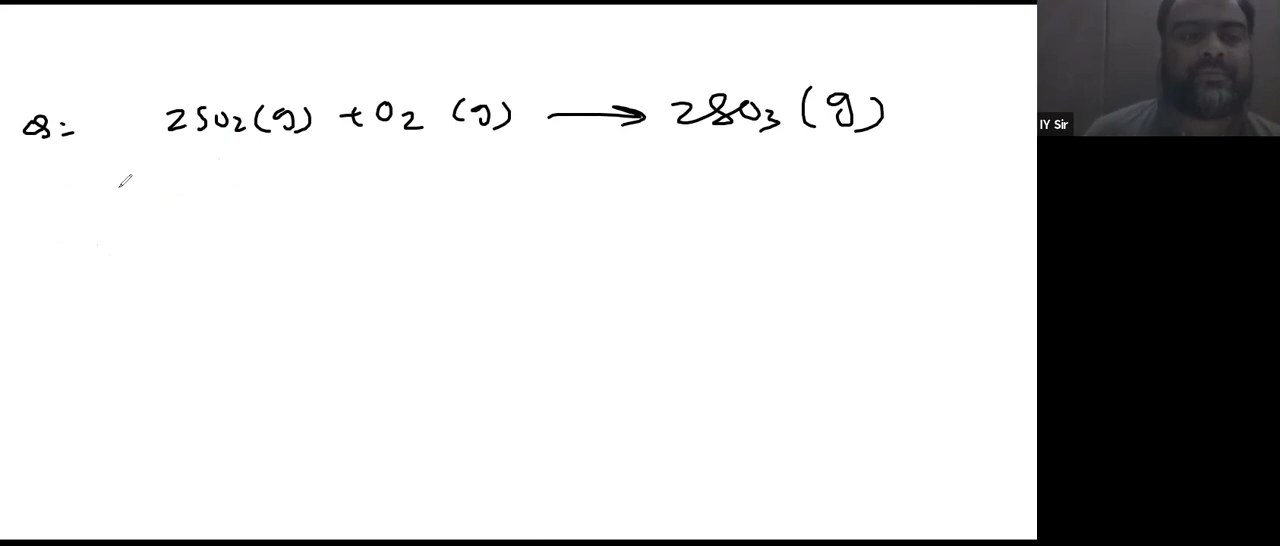 Q= 2SO2(g) + O2 (g) ⟶ 2SO3 (g)
IY Sir